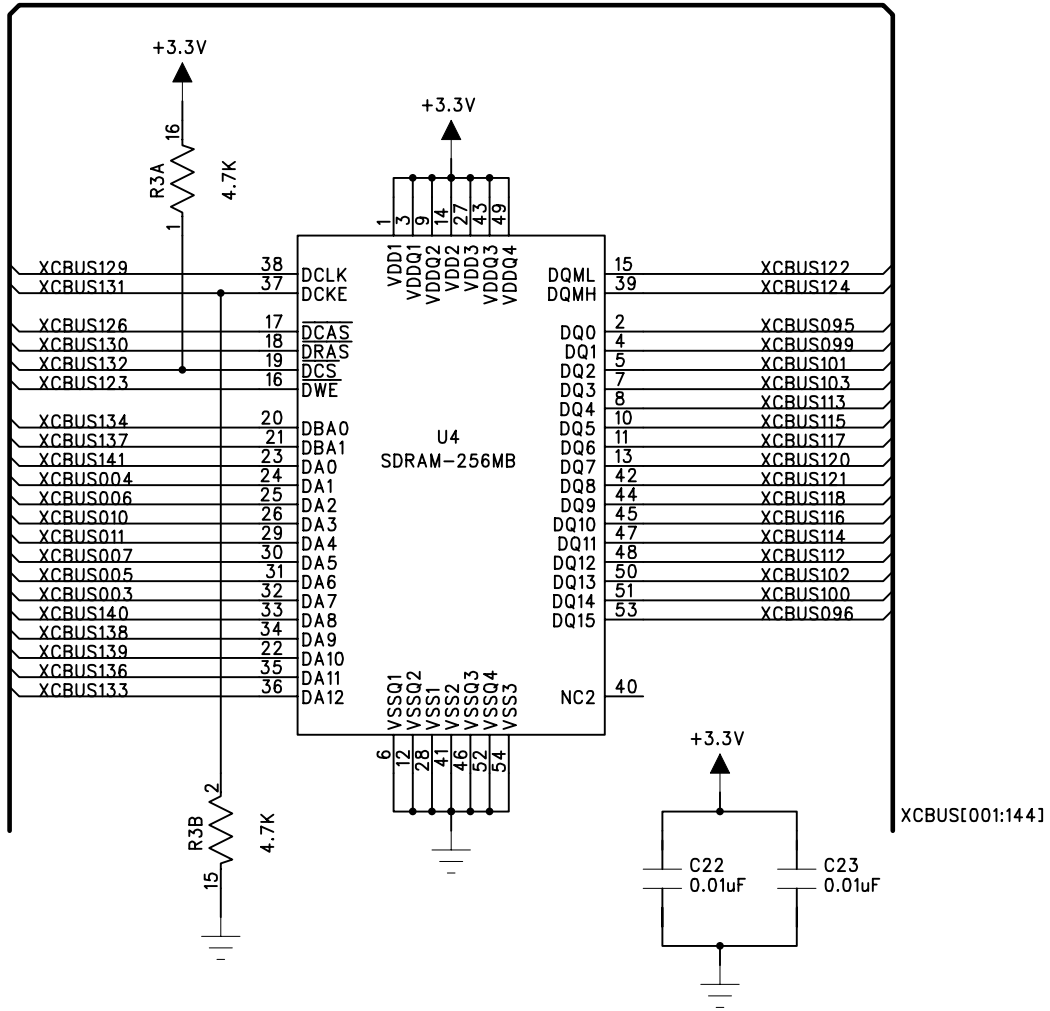 +3.3V
16
R3A
4.7K
1
+3.3V
1 3 9 14 27 43 49
VDD1 VDDQ1 VDDQ2 VDD2 VDD3 VDDQ3 VDDQ4
XCBUS129 38 DCLK
XCBUS131 37 DCKE
XCBUS126 17 DCAS
XCBUS130 18 DRAS
XCBUS132 19 DCS
XCBUS123 16 DWE
XCBUS134 20 DBA0
XCBUS137 21 DBA1
XCBUS141 23 DA0
XCBUS004 24 DA1
XCBUS006 25 DA2
XCBUS010 26 DA3
XCBUS011 29 DA4
XCBUS007 30 DA5
XCBUS005 31 DA6
XCBUS003 32 DA7
XCBUS140 33 DA8
XCBUS138 34 DA9
XCBUS139 22 DA10
XCBUS136 35 DA11
XCBUS133 36 DA12
U4
SDRAM-256MB
DQML 15 XCBUS122
DQMH 39 XCBUS124
DQ0 2 XCBUS095
DQ1 4 XCBUS099
DQ2 5 XCBUS101
DQ3 7 XCBUS103
DQ4 8 XCBUS113
DQ5 10 XCBUS115
DQ6 11 XCBUS117
DQ7 13 XCBUS120
DQ8 42 XCBUS121
DQ9 44 XCBUS118
DQ10 45 XCBUS116
DQ11 47 XCBUS114
DQ12 48 XCBUS112
DQ13 50 XCBUS102
DQ14 51 XCBUS100
DQ15 53 XCBUS096
NC2 40
VSSQ1 VSSQ2 VSS1 VSS2 VSSQ3 VSSQ4 VSS3
6 12 28 41 46 52 54
2
R3B
4.7K
15
+3.3V
C22
0.01uF
C23
0.01uF
XCBUS[001:144]